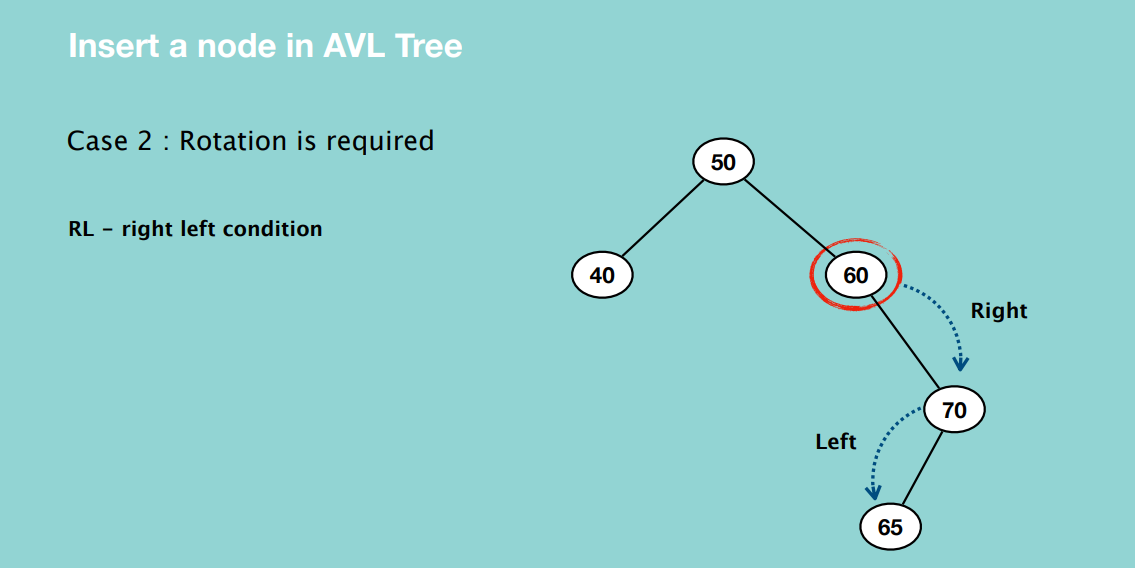 Insert a node in AVL Tree
Case 2 : Rotation is required
50
RL – right left condition
40
60
Right
70
Left
65